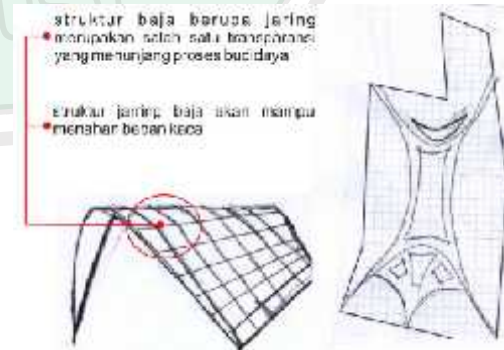 struktur baja berupa jaring
merupakan salah satu transparansi
yang menunjang proses budidaya
struktur jaring baja akan mampu
menahan beban kaca